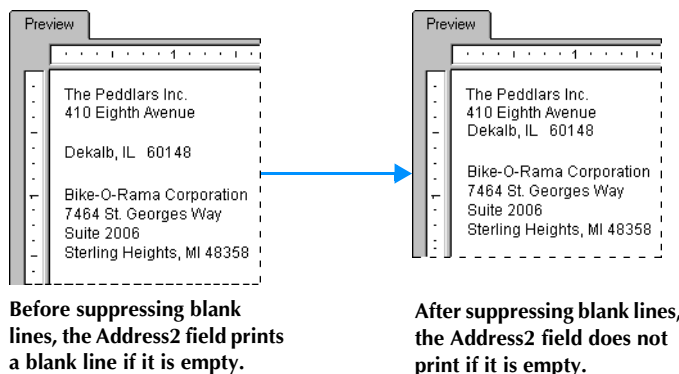 Preview
1
The Peddlars Inc.
410 Eighth Avenue
Dekalb, IL 60148
Bike-O-Rama Corporation
7464 St. Georges Way
Suite 2006
Sterling Heights, MI 48358
1
Before suppressing blank
lines, the Address2 field prints
a blank line if it is empty.
Preview
1
The Peddlars Inc.
410 Eighth Avenue
Dekalb, IL 60148
Bike-O-Rama Corporation
7464 St. Georges Way
Suite 2006
Sterling Heights, MI 48358
1
After suppressing blank lines,
the Address2 field does not
print if it is empty.